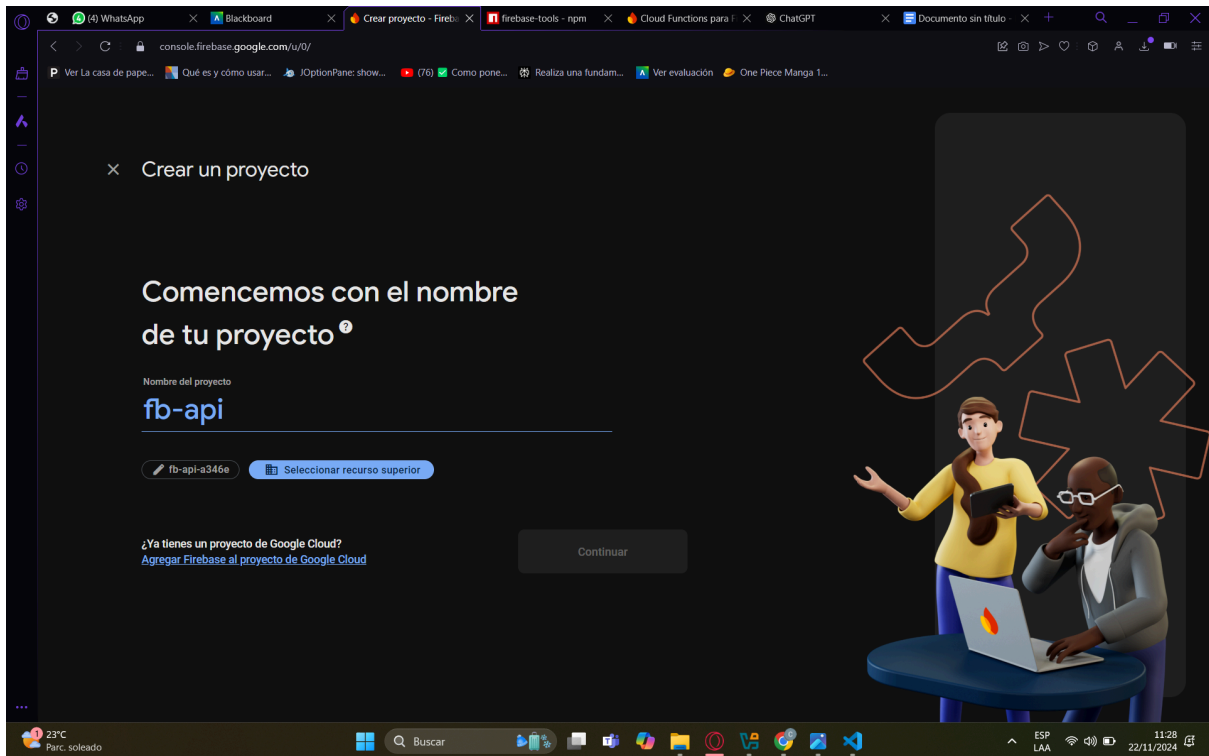 (4) WhatsApp
Blackboard
Crear proyecto - Fireba
firebase-tools - npm
Cloud Functions para F
ChatGPT
Documento sin título -
console.firebase.google.com/u/0/
Ver La casa de pape...
Qué es y cómo usar...
JOptionPane: show...
(76) ✅ Como pone...
Realiza una fundam...
Ver evaluación
One Piece Manga 1...
Crear un proyecto
Comencemos con el nombre
de tu proyecto
Nombre del proyecto
fb-api
fb-api-a346e
Seleccionar recurso superior
¿Ya tienes un proyecto de Google Cloud?
Agregar Firebase al proyecto de Google Cloud
Continuar
1
23°C
Parc. soleado
Buscar
ESP
LAA
11:28
22/11/2024